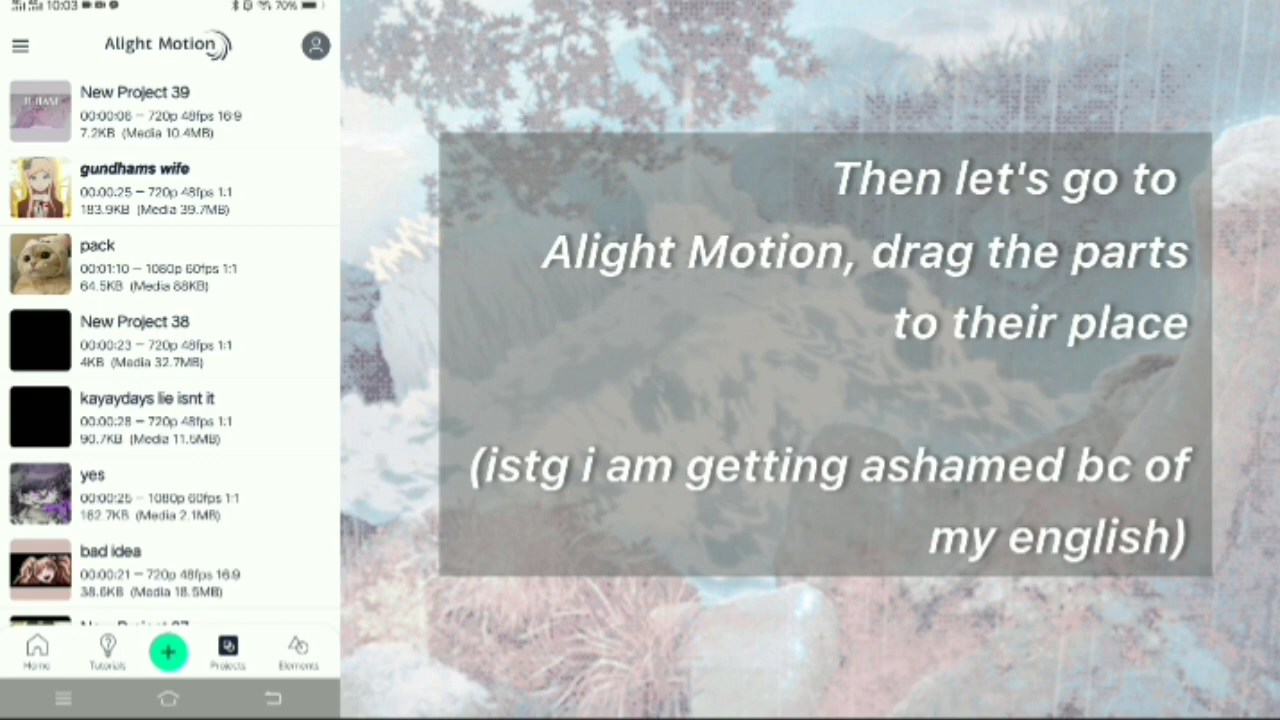 10:03
70%
Alight Motion
New Project 39
00:00:06 – 720p 48fps 16:9
7.2KB (Media 10.4MB)
gundhams wife
00:00:25 – 720p 48fps 1:1
183.9KB (Media 39.7MB)
pack
00:01:10 – 1080p 60fps 1:1
64.5KB (Media 88KB)
New Project 38
00:00:23 – 720p 48fps 1:1
4KB (Media 32.7MB)
kayaydays lie isnt it
00:00:28 – 720p 48fps 1:1
90.7KB (Media 11.6MB)
yes
00:00:25 – 1080p 60fps 1:1
162.7KB (Media 2.1MB)
bad idea
00:00:21 – 720p 48fps 16:9
38.6KB (Media 18.5MB)
New Project 37
Home
Tutorials
Projects
Elements
Then let's go to
Alight Motion, drag the parts
to their place
(istg i am getting ashamed bc of
my english)